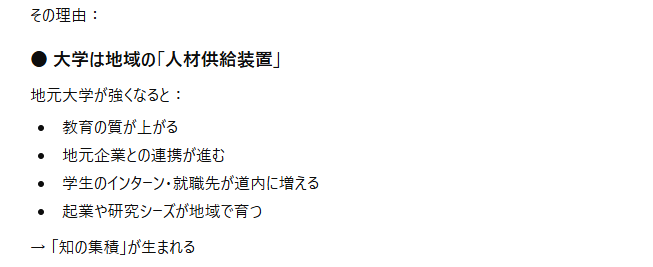 その理由：
● 大学は地域の「人材供給装置」
地元大学が強くなると：
• 教育の質が上がる
• 地元企業との連携が進む
• 学生のインターン・就職先が道内に増える
• 起業や研究シーズが地域で育つ
→「知の集積」が生まれる